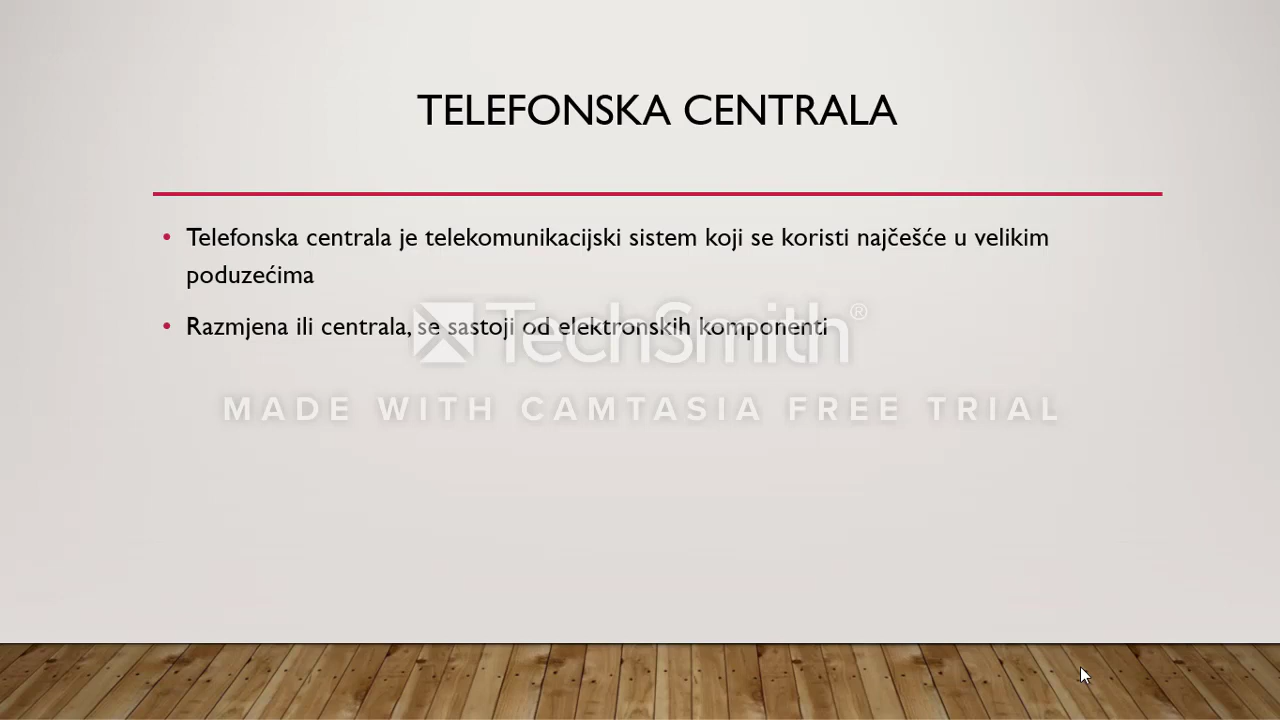 TELEFONSKA CENTRALA
• Telefonska centrala je telekomunikacijski sistem koji se koristi najčešće u velikim
poduzećima
• Razmjena ili centrala, se sastoji od elektronskih komponenti
TechSmith®
MADE WITH CAMTASIA FREE TRIAL